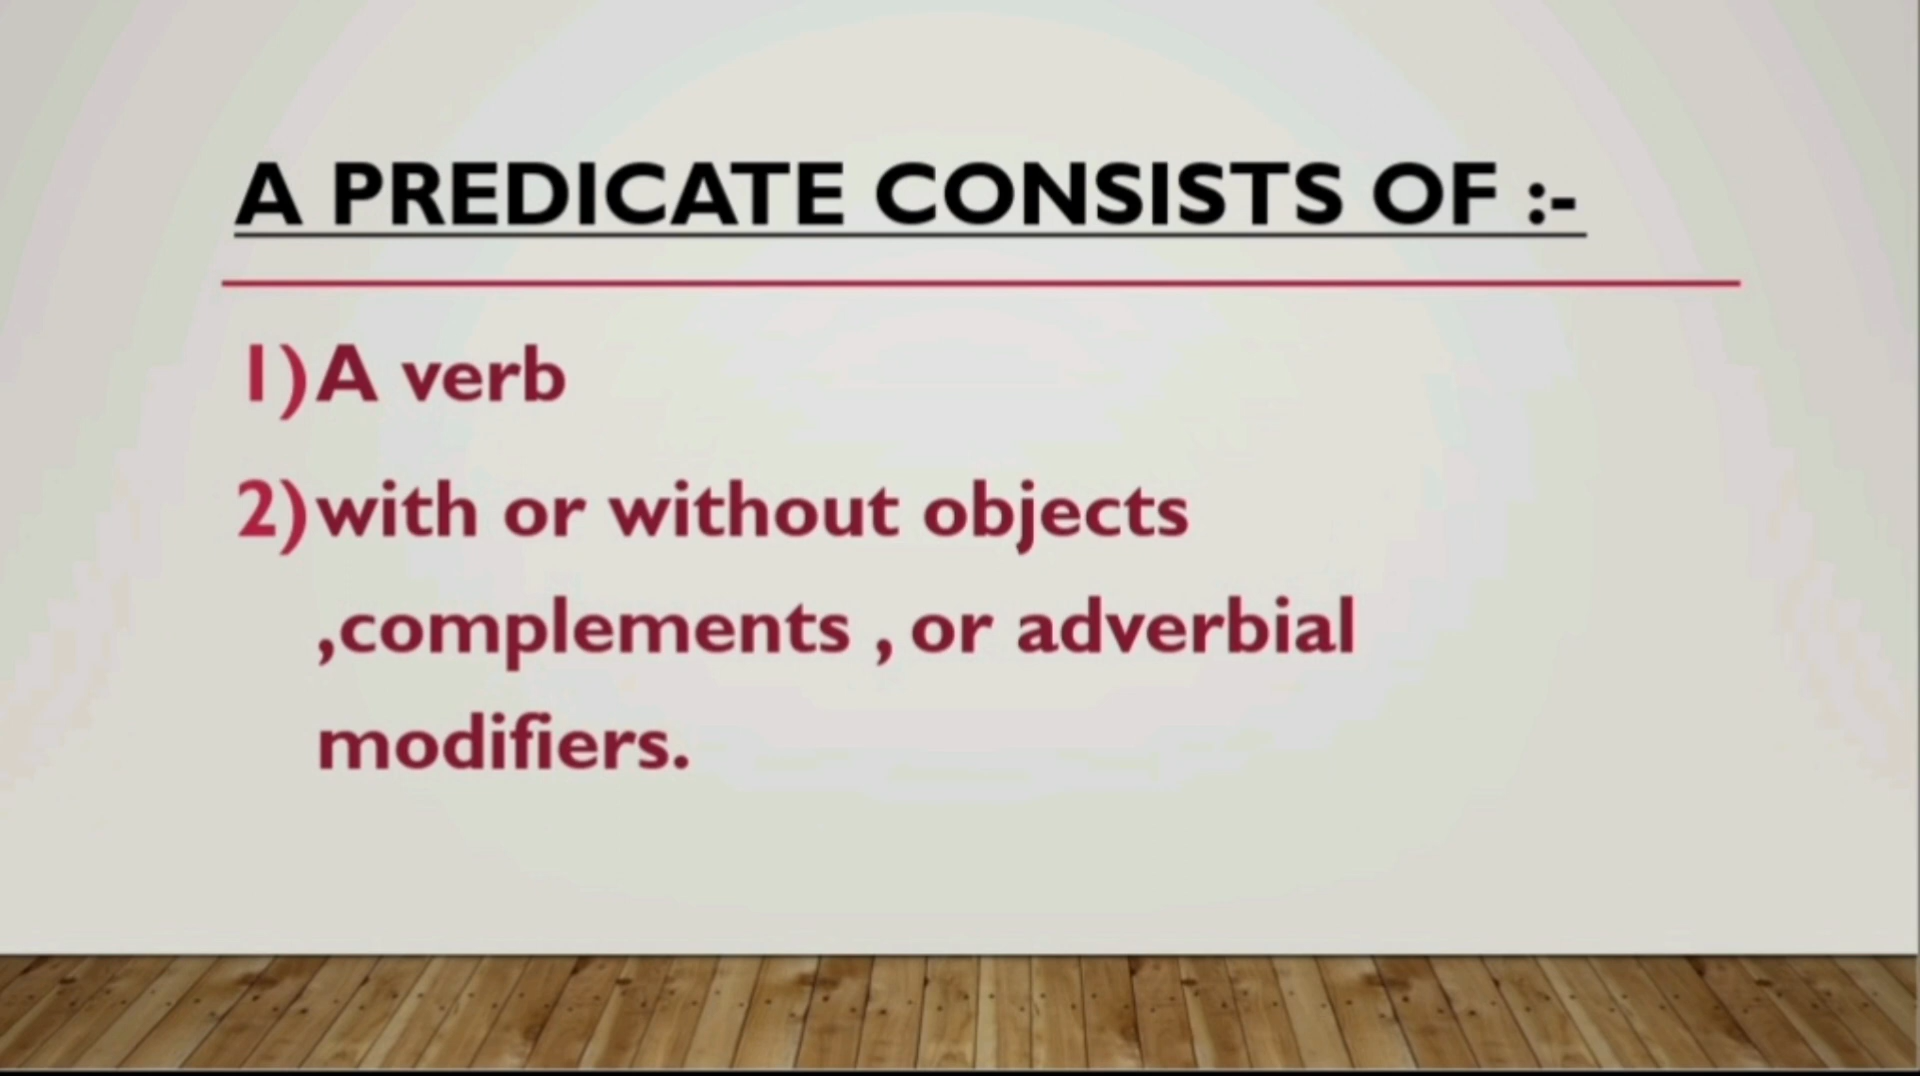 A PREDICATE CONSISTS OF :-
1) A verb
2) with or without objects
,complements , or adverbial
modifiers.